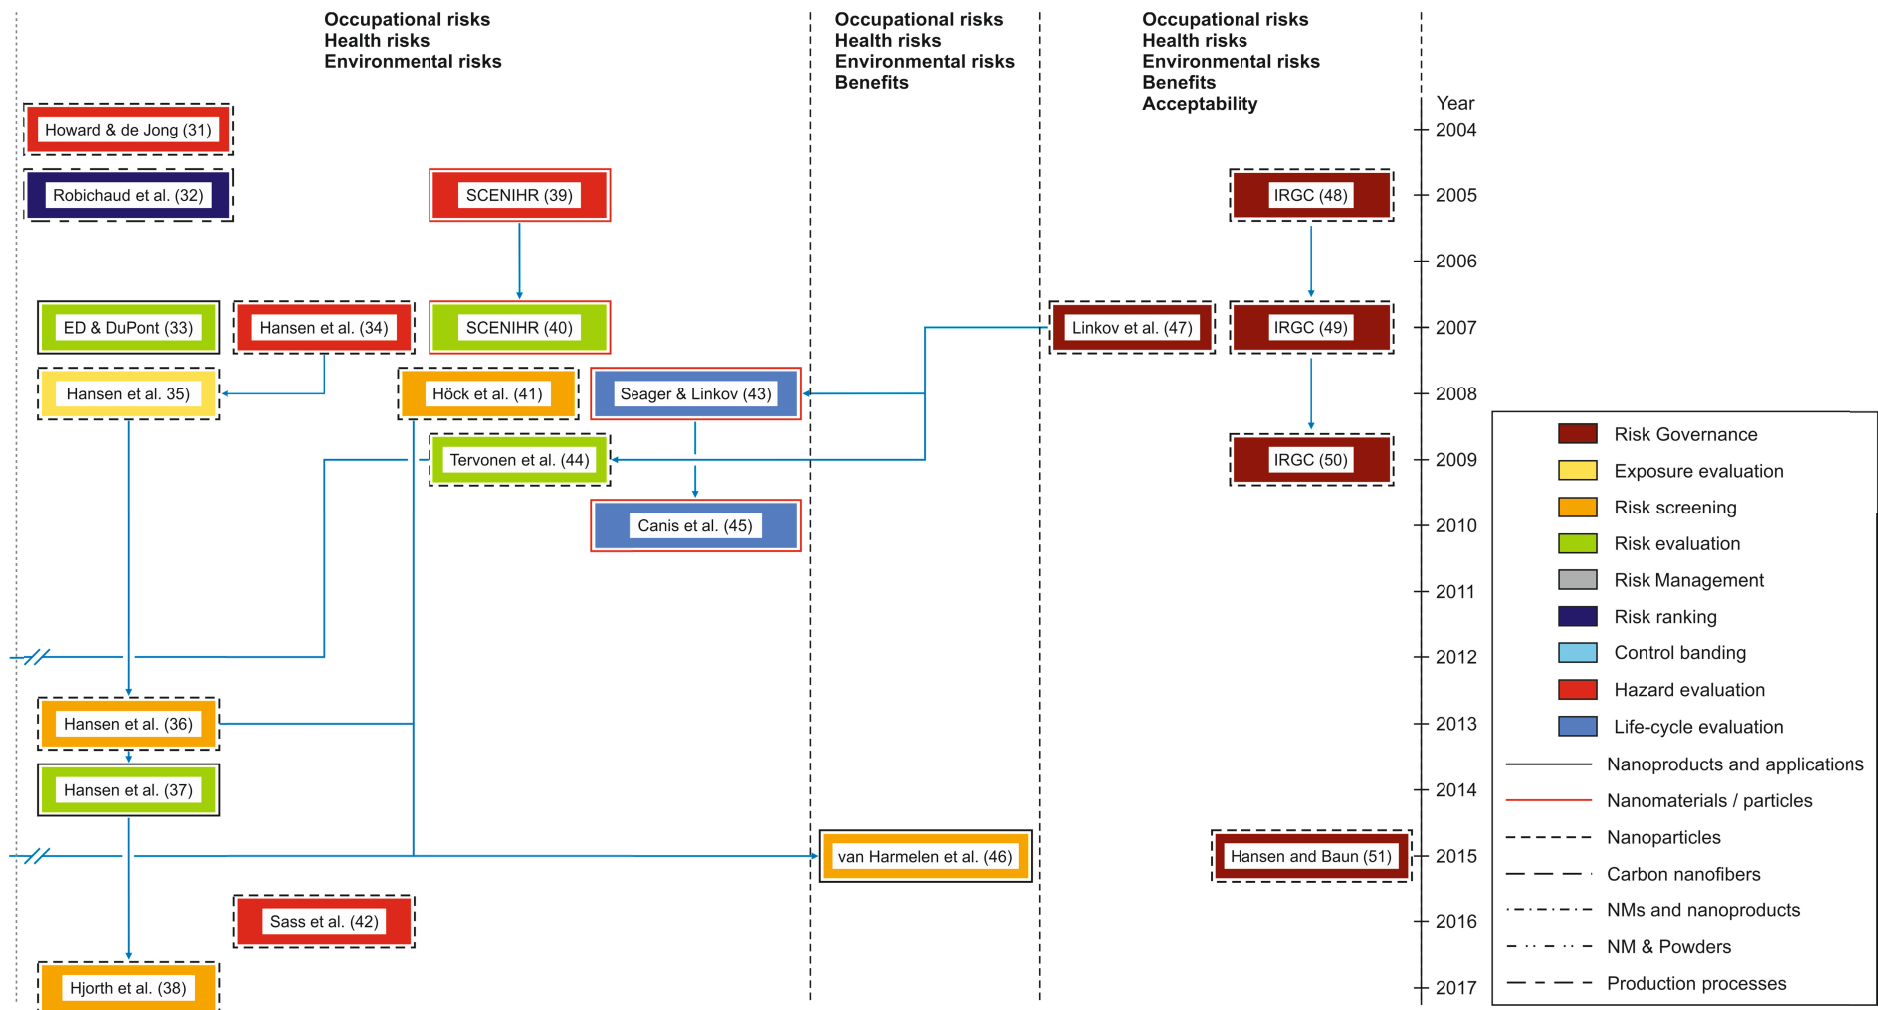 Occupational risks
Health risks
Environmental risks
Occupational risks
Health risks
Environmental risks
Benefits
Occupational risks
Health risks
Environmental risks
Benefits
Acceptability
Year
Howard & de Jong (31)
2004
Robichaud et al. (32)
SCENIHR (39)
IRGC (48)
2005
2006
ED & DuPont (33)
Hansen et al. (34)
SCENIHR (40)
Linkov et al. (47)
IRGC (49)
2007
Hansen et al. 35)
Höck et al. (41)
Seager & Linkov (43)
2008
Tervonen et al. (44)
IRGC (50)
2009
Canis et al. (45)
2010
2011
2012
Hansen et al. (36)
2013
Hansen et al. (37)
2014
van Harmelen et al. (46)
Hansen and Baun (51)
2015
Sass et al. (42)
2016
Hjorth et al. (38)
2017
Risk Governance
Exposure evaluation
Risk screening
Risk evaluation
Risk Management
Risk ranking
Control banding
Hazard evaluation
Life-cycle evaluation
Nanoproducts and applications
Nanomaterials / particles
Nanoparticles
Carbon nanofibers
NMs and nanoproducts
NM & Powders
Production processes